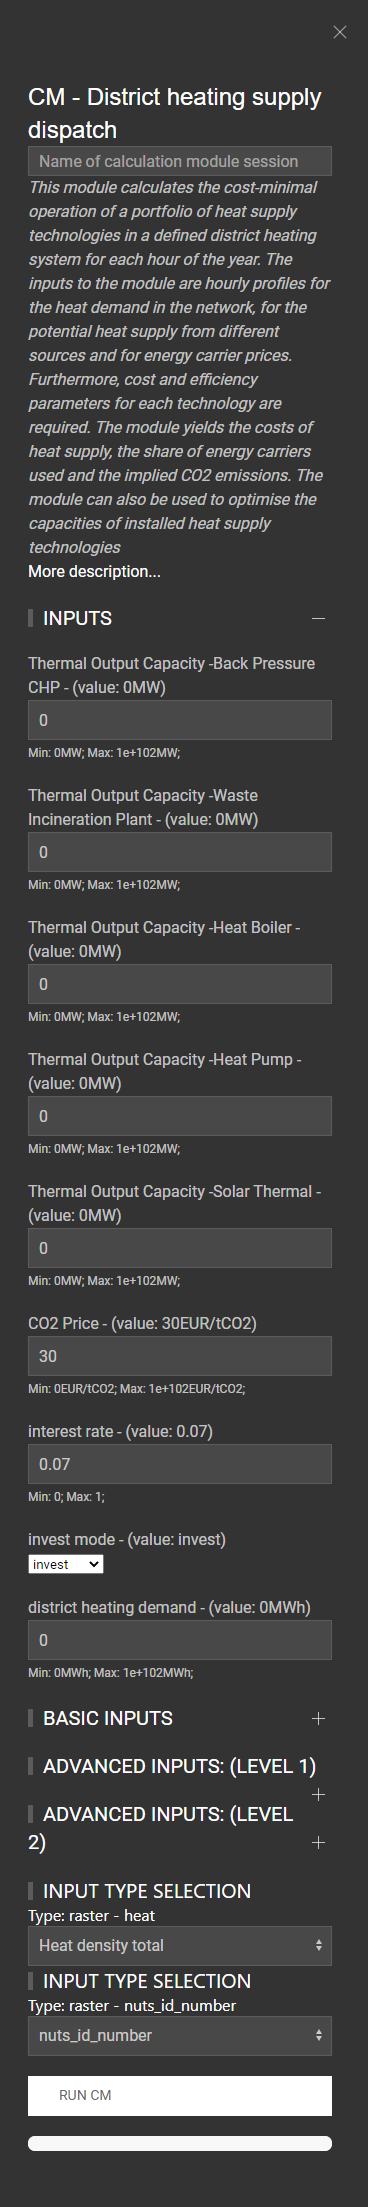 CM - District heating supply
dispatch
Name of calculation module session
This module calculates the cost-minimal
operation of a portfolio of heat supply
technologies in a defined district heating
system for each hour of the year. The
inputs to the module are hourly profiles for
the heat demand in the network, for the
potential heat supply from different
sources and for energy carrier prices.
Furthermore, cost and efficiency
parameters for each technology are
required. The module yields the costs of
heat supply, the share of energy carriers
used and the implied CO2 emissions. The
module can also be used to optimise the
capacities of installed heat supply
technologies
More description...
INPUTS
Thermal Output Capacity -Back Pressure
CHP - (value: 0MW)
0
Min: 0MW; Max: 1e+102MW;
Thermal Output Capacity -Waste
Incineration Plant - (value: 0MW)
0
Min: 0MW; Max: 1e+102MW;
Thermal Output Capacity -Heat Boiler -
(value: 0MW)
0
Min: 0MW; Max: 1e+102MW;
Thermal Output Capacity -Heat Pump -
(value: 0MW)
0
Min: 0MW; Max: 1e+102MW;
Thermal Output Capacity -Solar Thermal -
(value: 0MW)
0
Min: 0MW; Max: 1e+102MW;
CO2 Price - (value: 30EUR/tCO2)
30
Min: 0EUR/tCO2; Max: 1e+102EUR/tCO2;
interest rate - (value: 0.07)
0.07
Min: 0; Max: 1;
invest mode - (value: invest)
invest
district heating demand - (value: 0MWh)
0
Min: 0MWh; Max: 1e+102MWh;
BASIC INPUTS
ADVANCED INPUTS: (LEVEL 1)
ADVANCED INPUTS: (LEVEL
2)
INPUT TYPE SELECTION
Type: raster - heat
Heat density total
INPUT TYPE SELECTION
Type: raster - nuts_id_number
nuts_id_number
RUN CM